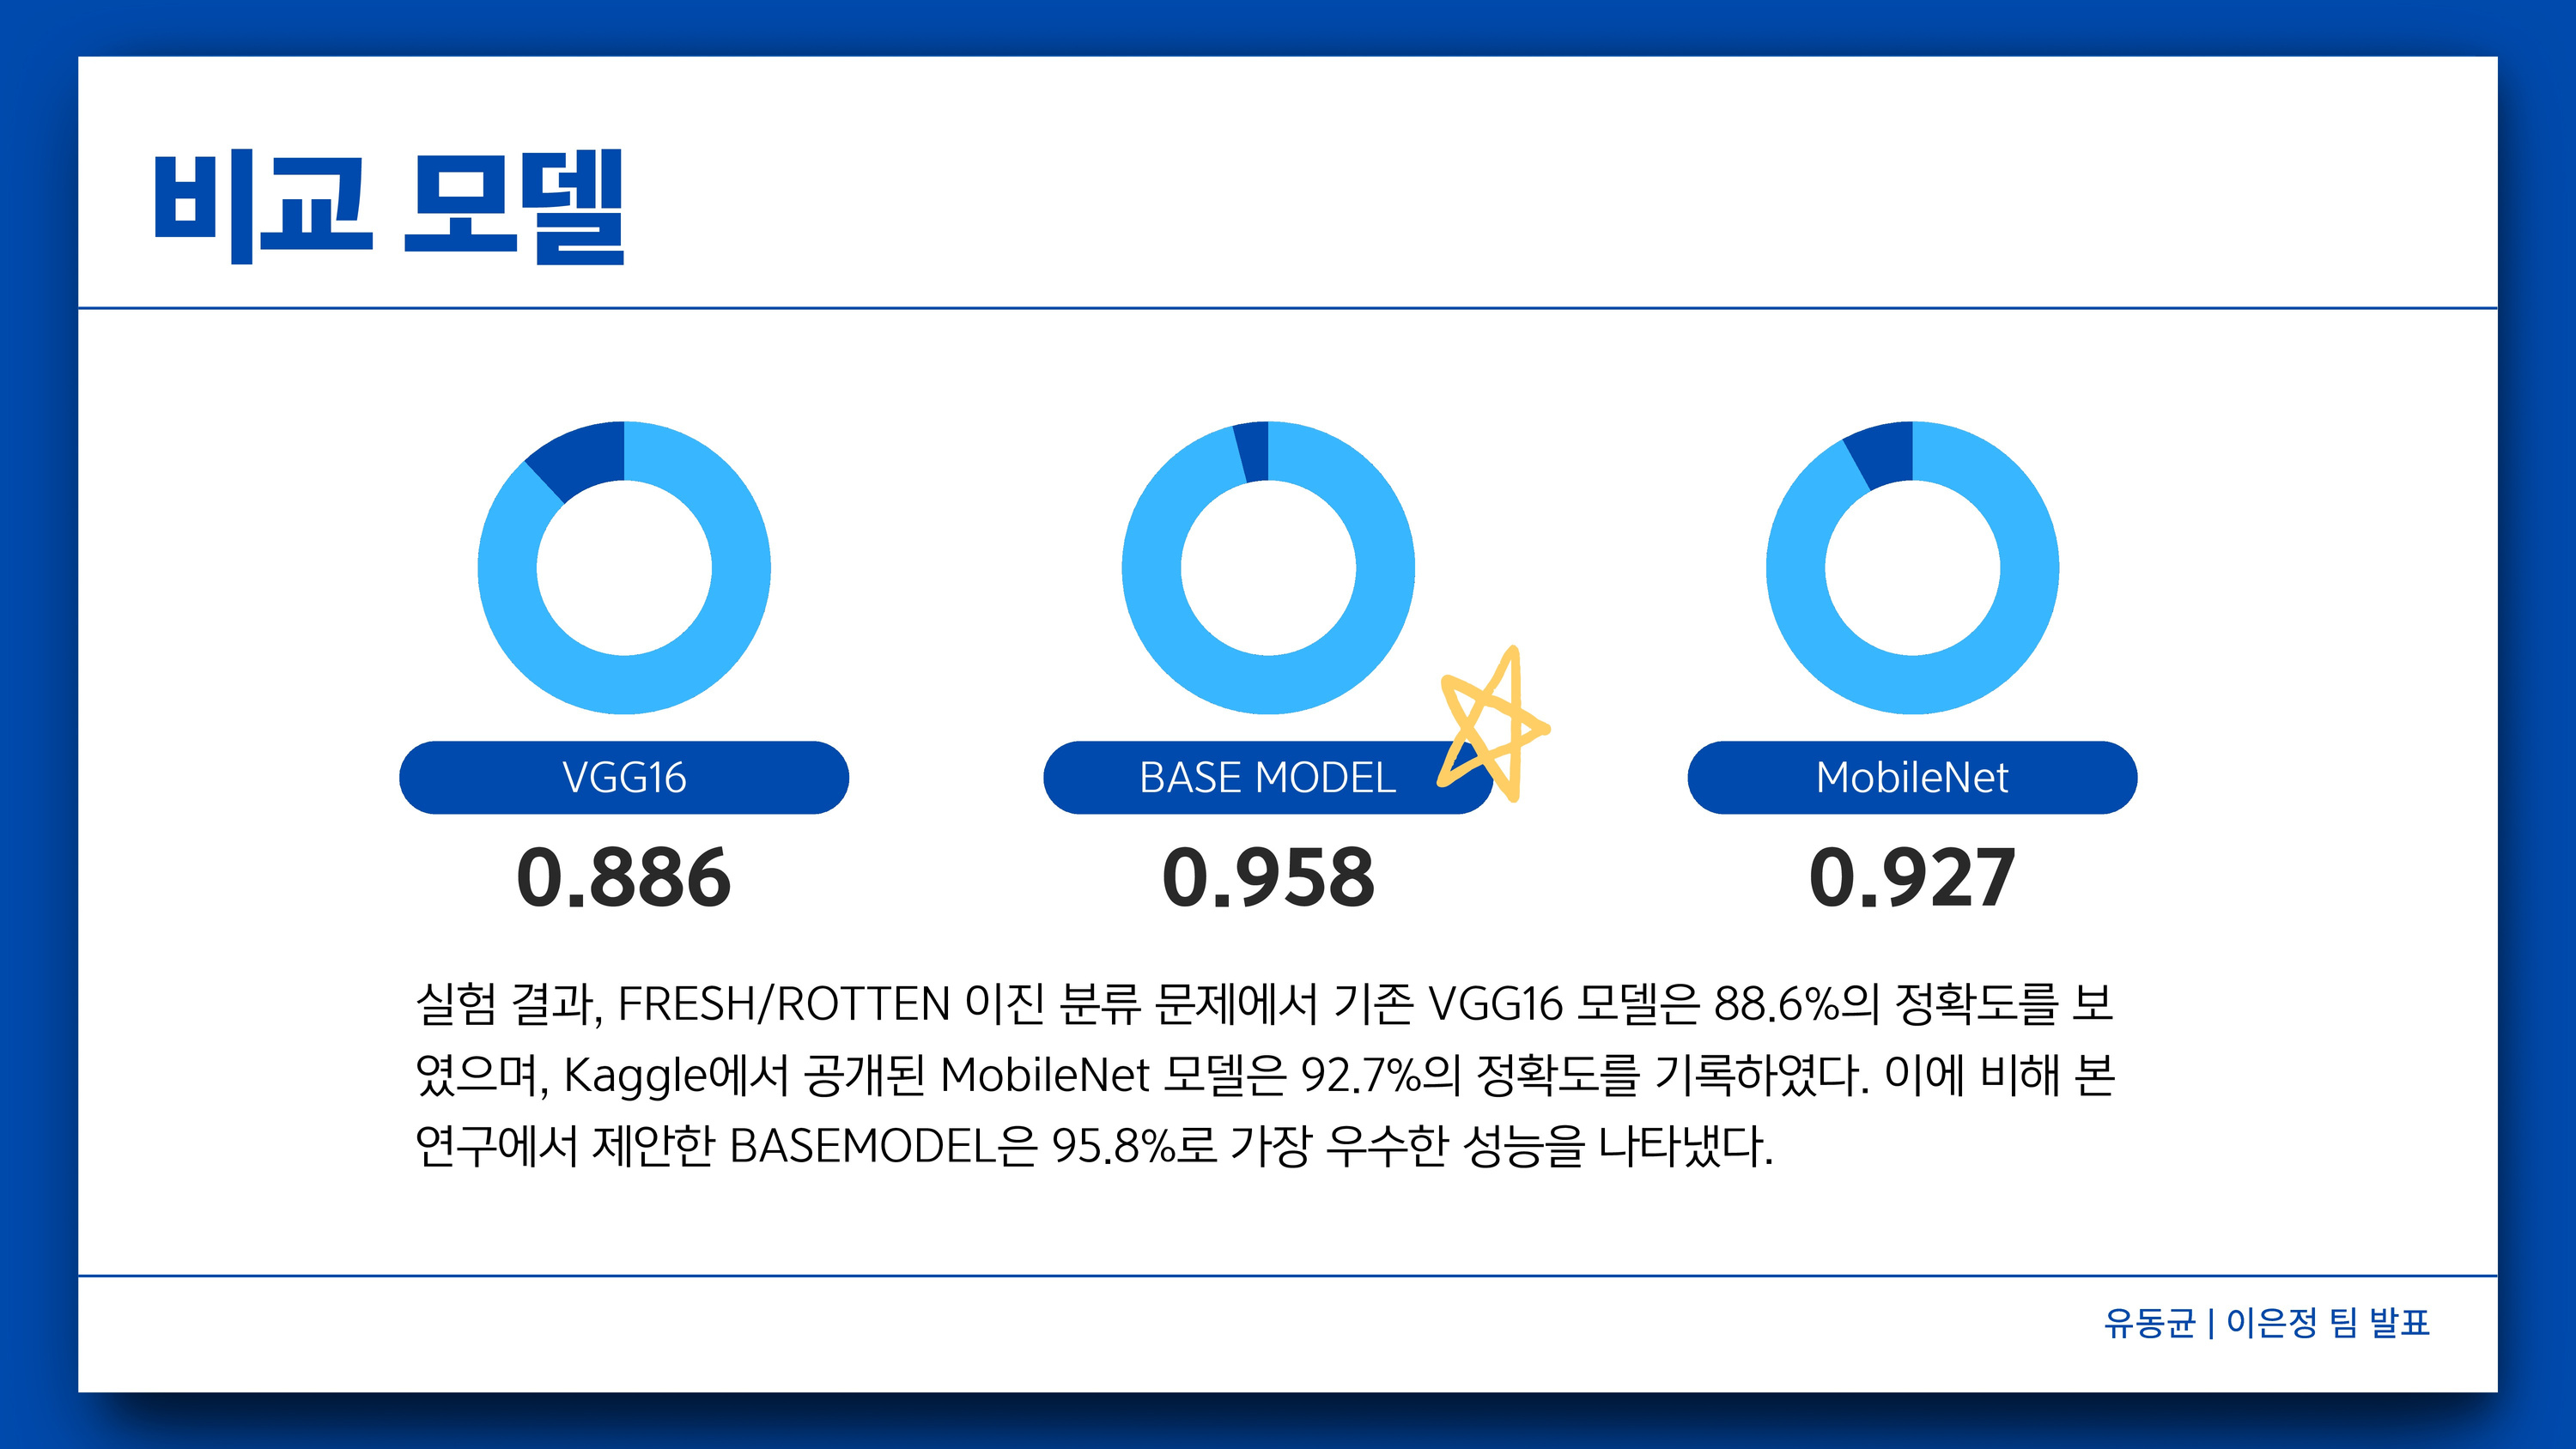 비교 모델
VGG16
BASE MODEL
MobileNet
0.886
0.958
0.927
실험 결과, FRESH/ROTTEN 이진 분류 문제에서 기존 VGG16 모델은 88.6%의 정확도를 보
였으며, Kaggle에서 공개된 MobileNet 모델은 92.7%의 정확도를 기록하였다. 이에 비해 본
연구에서 제안한 BASEMODEL은 95.8%로 가장 우수한 성능을 나타냈다.
유동균 | 이은정 팀 발표